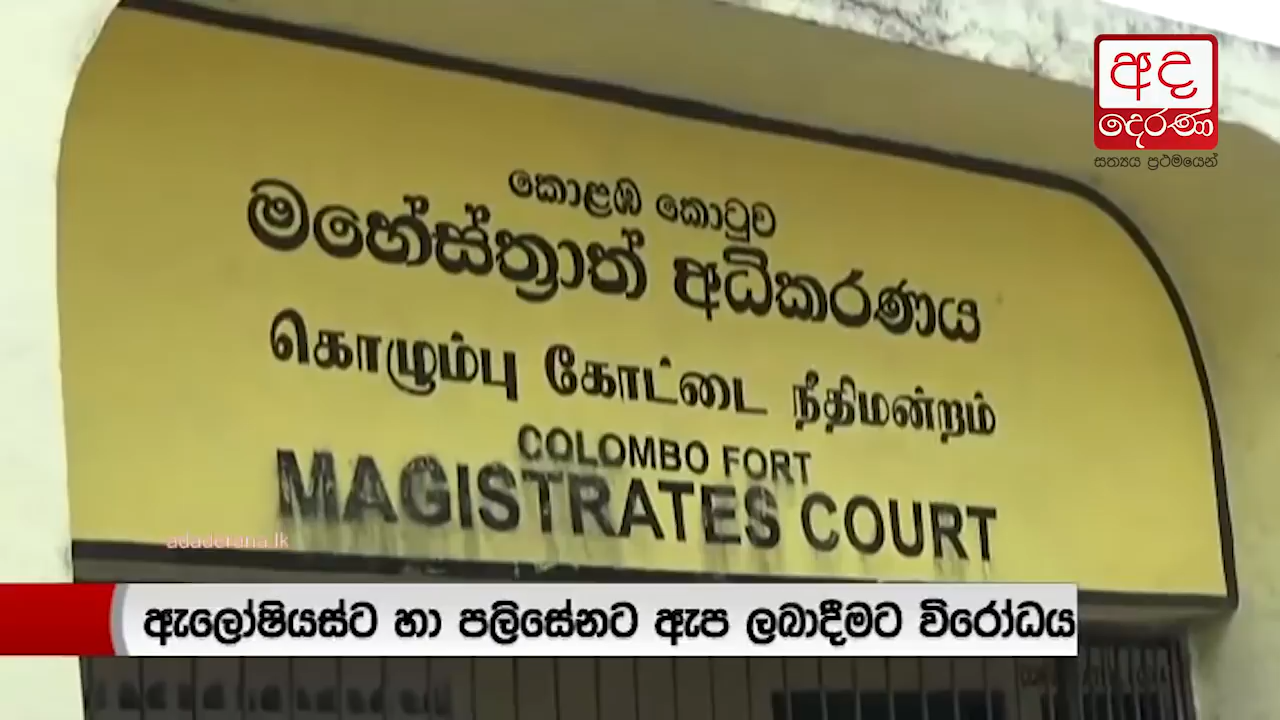 අද
දෙරණ
සත්‍යය ප්‍රථමයෙන්
කොළඹ කොටුව
මහේස්ත්‍රාත් අධිකරණය
கொழும்பு கோட்டை நீதிமன்றம்
COLOMBO FORT
MAGISTRATES COURT
adaderana.lk
ඇලෝෂියස්ට හා පලිසේනට ඇප ලබාදීමට විරෝධය